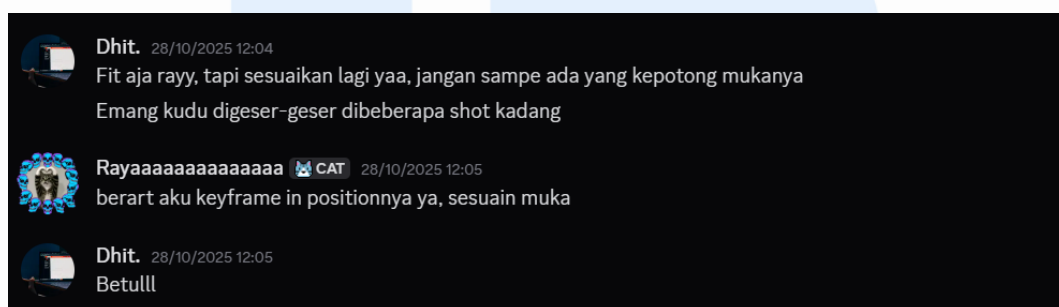 Dhit. 28/10/2025 12:04
Fit aja rayy, tapi sesuaikan lagi yaa, jangan sampe ada yang kepotong mukanya
Emang kudu digeser-geser dibeberapa shot kadang
Rayaaaaaaaaaaaaaaa CAT 28/10/2025 12:05
berart aku keyframe in positionnya ya, sesuain muka
Dhit. 28/10/2025 12:05
Betulll